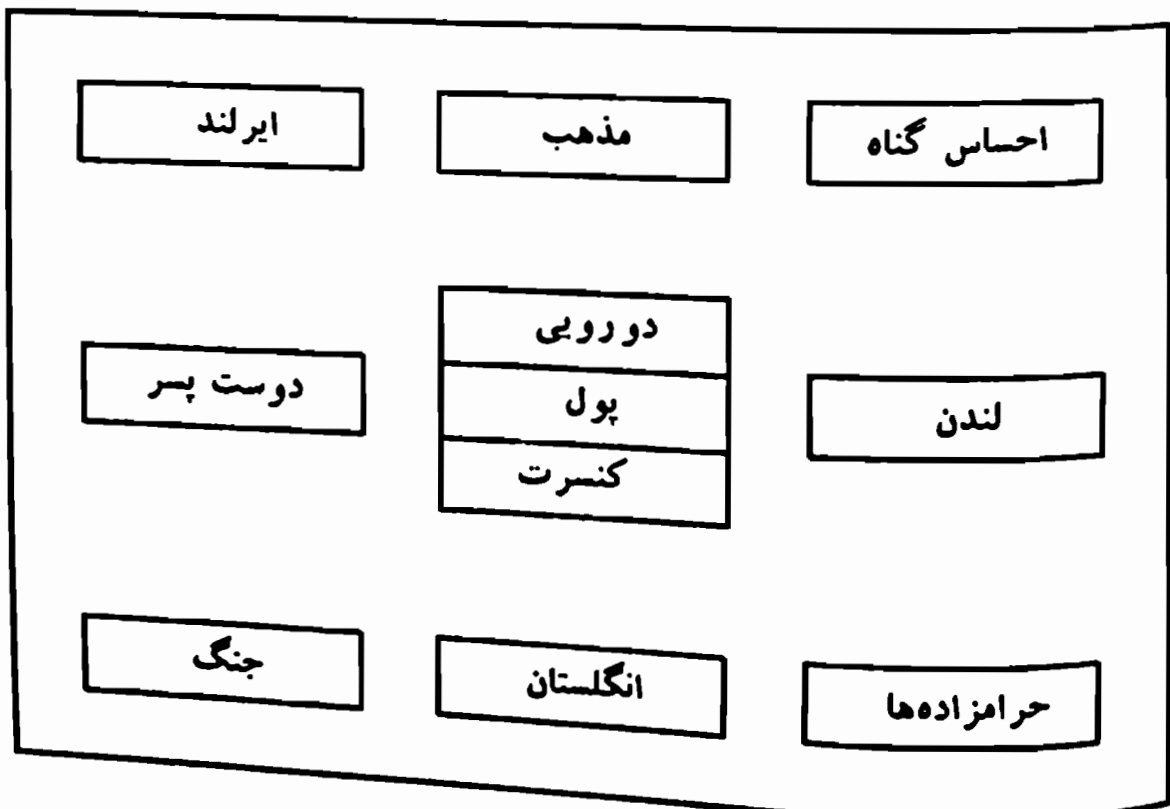 احساس گناه
مذهب
ایرلند
دورویی
پول
کنسرت
لندن
دوست پسر
حرامزاده‌ها
انگلستان
جنگ